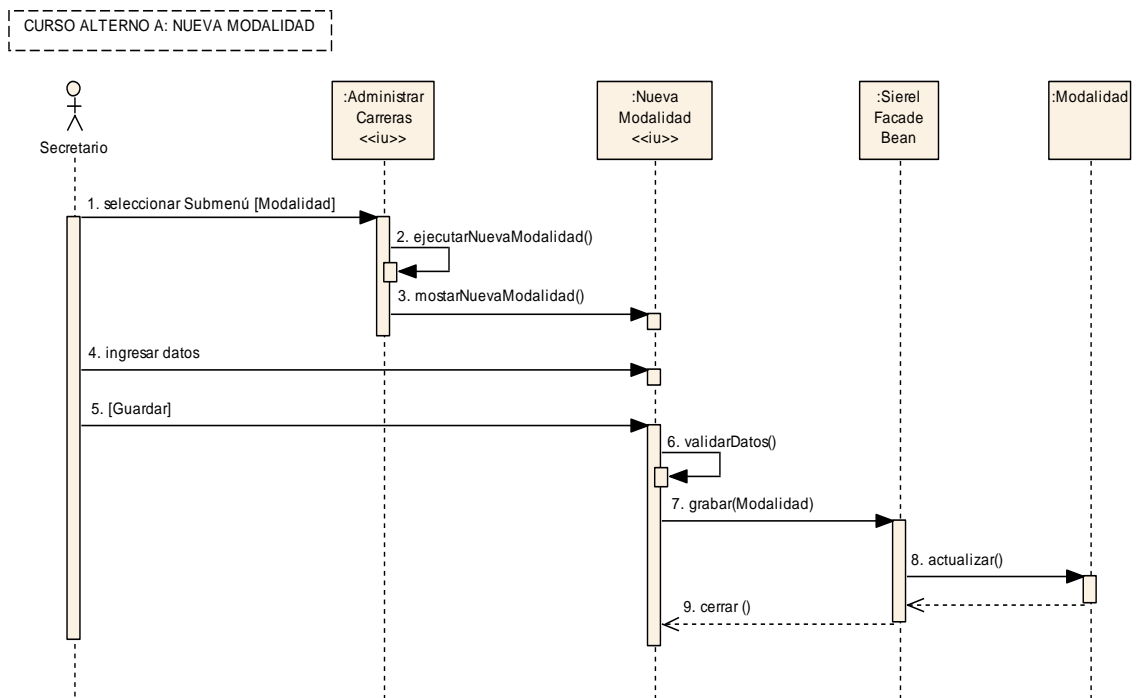 CURSO ALTERNO A: NUEVA MODALIDAD
Secretario
:Administrar
Carreras
<<iu>>
:Nueva
Modalidad
<<iu>>
:Sierel
Facade
Bean
:Modalidad
1. seleccionar Submenú [Modalidad]
2. ejecutarNuevaModalidad()
3. mostarNuevaModalidad()
4. ingresar datos
5. [Guardar]
6. validarDatos()
7. grabar(Modalidad)
8. actualizar()
9. cerrar ()